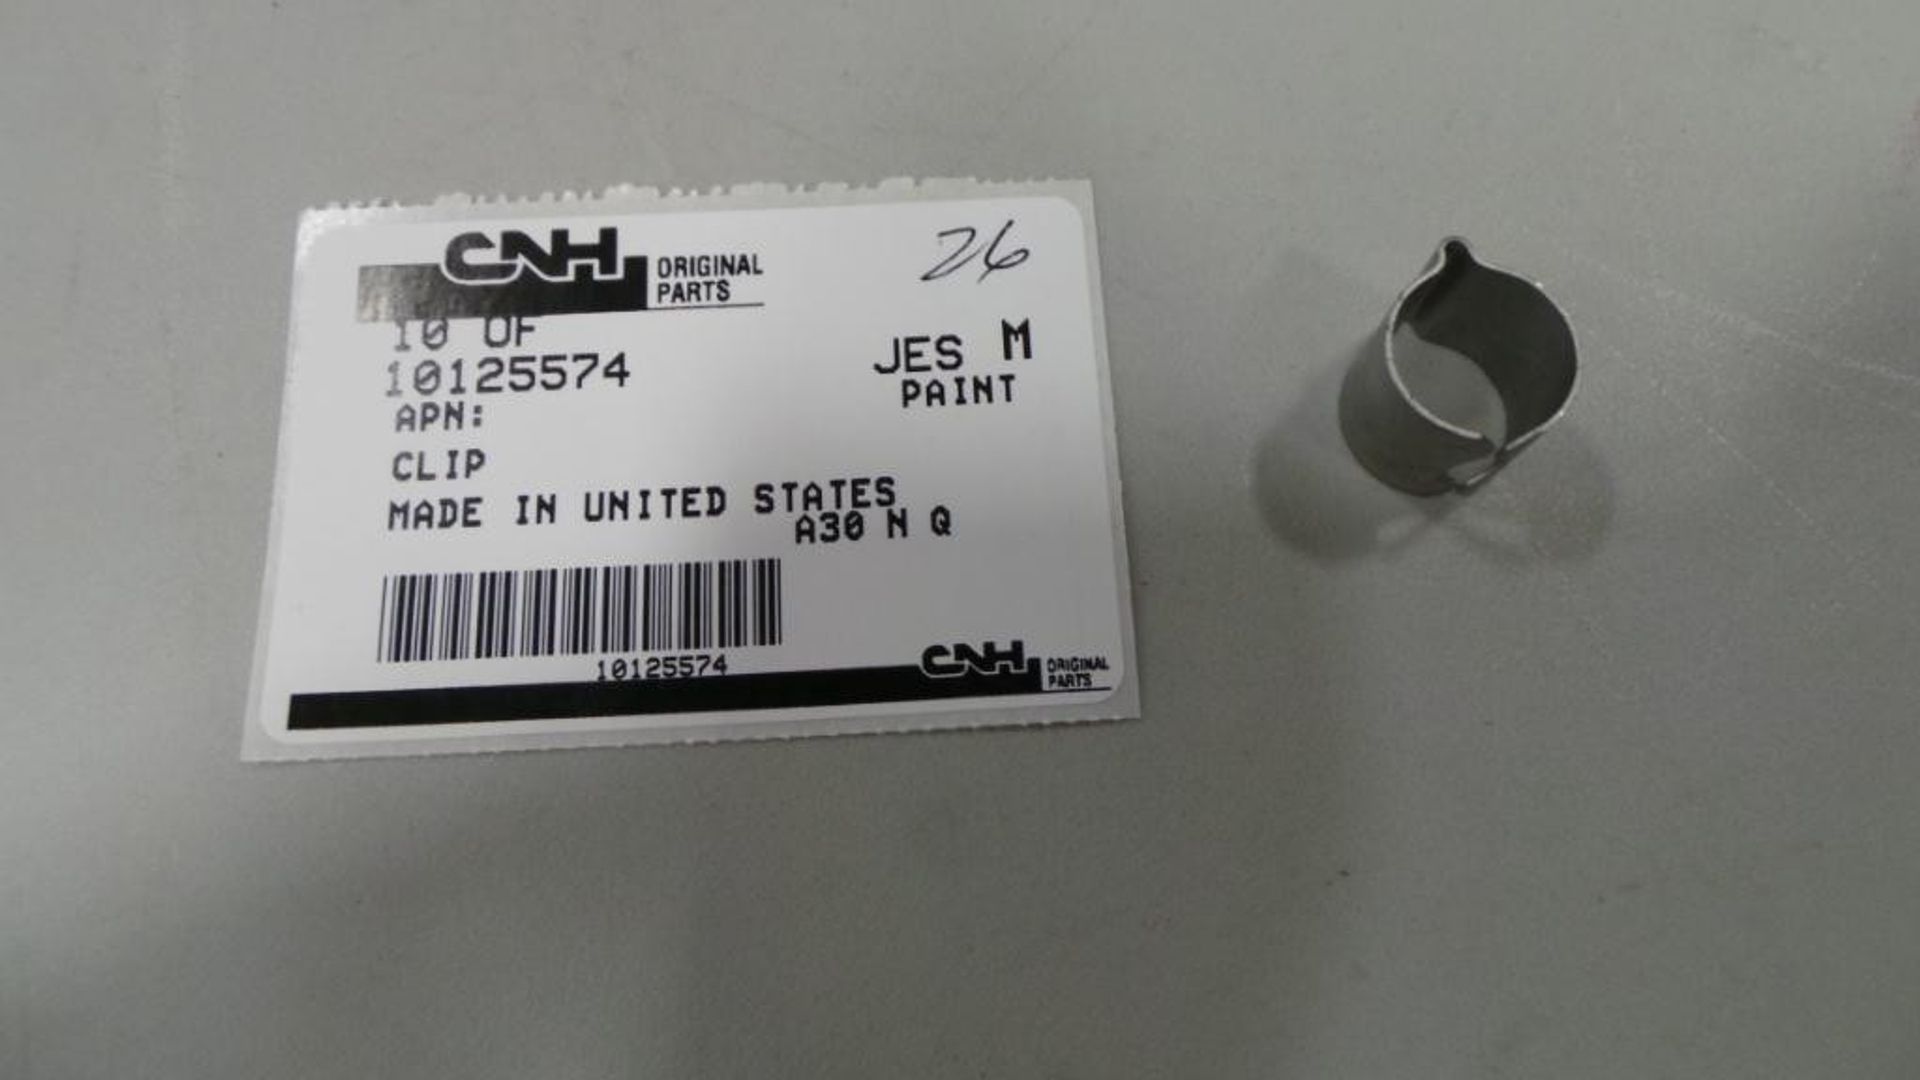 CNH ORIGINAL PARTS
26
10 OF
10125574
JES M
PAINT
APN:
CLIP
MADE IN UNITED STATES
A30 N Q
10125574
CNH ORIGINAL PARTS